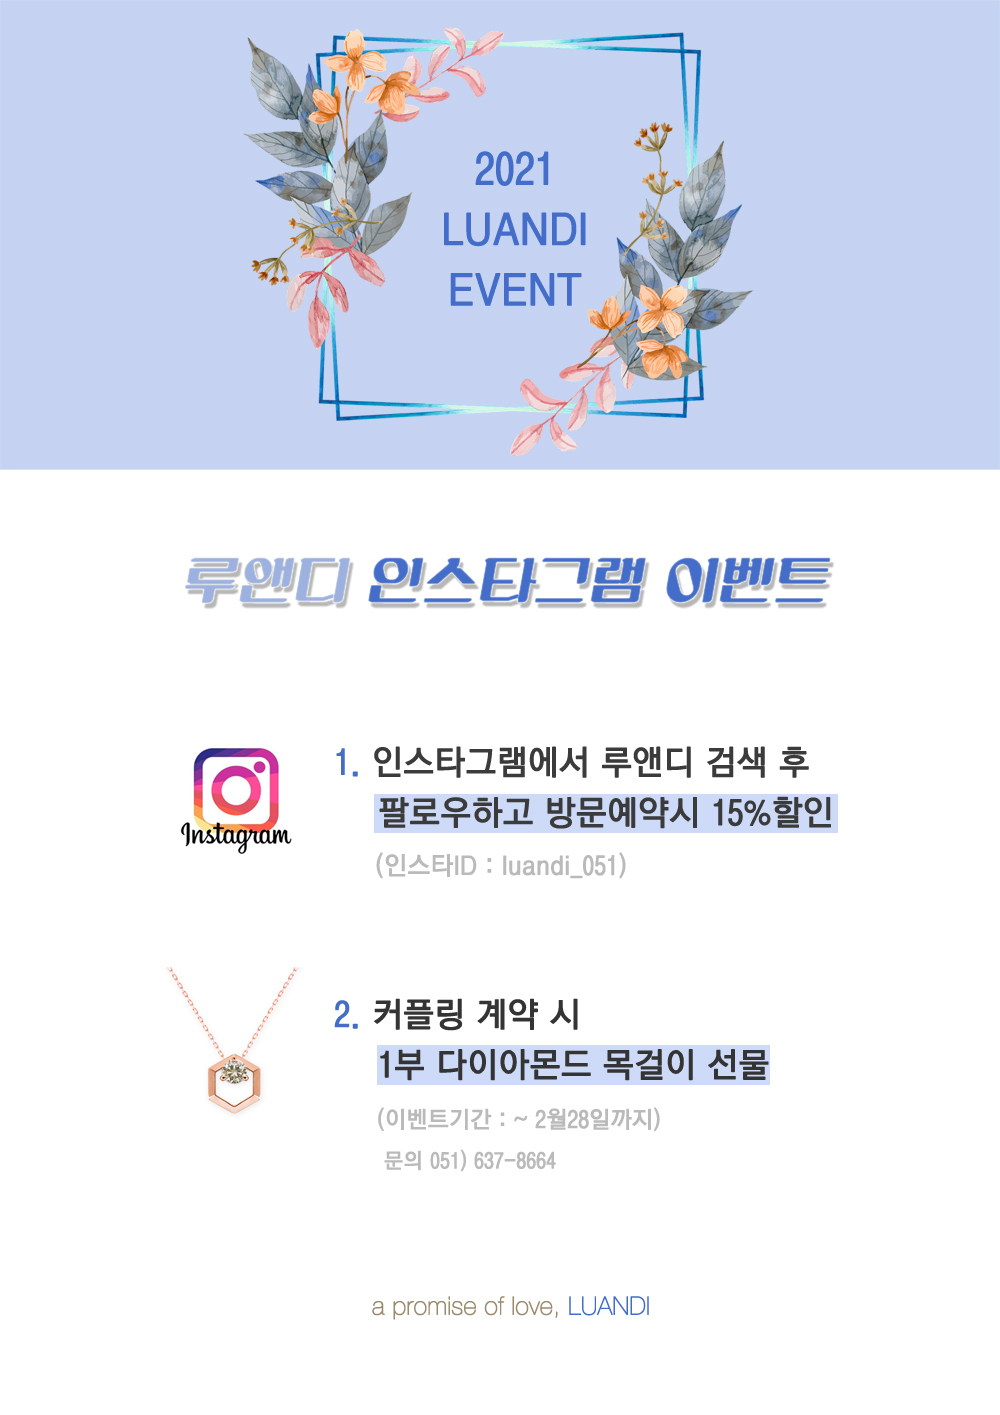 2021
LUANDI
EVENT
루앤디 인스타그램 이벤트
1. 인스타그램에서 루앤디 검색 후
팔로우하고 방문예약시 15%할인
Instagram
(인스타ID : luandi_051)
2. 커플링 계약 시
1부 다이아몬드 목걸이 선물
(이벤트기간 : ~ 2월28일까지)
문의 051) 637-8664
a promise of love, LUANDI